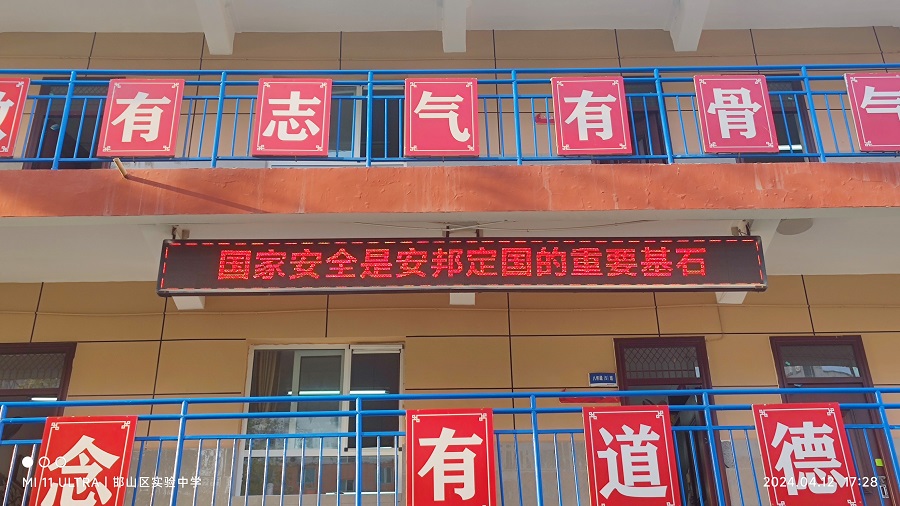 做有志气有骨气
国家安全是安邦定国的重要基石
念有道德
MI 11 ULTRA | 邯山区实验中学
2024.04.12 17:28